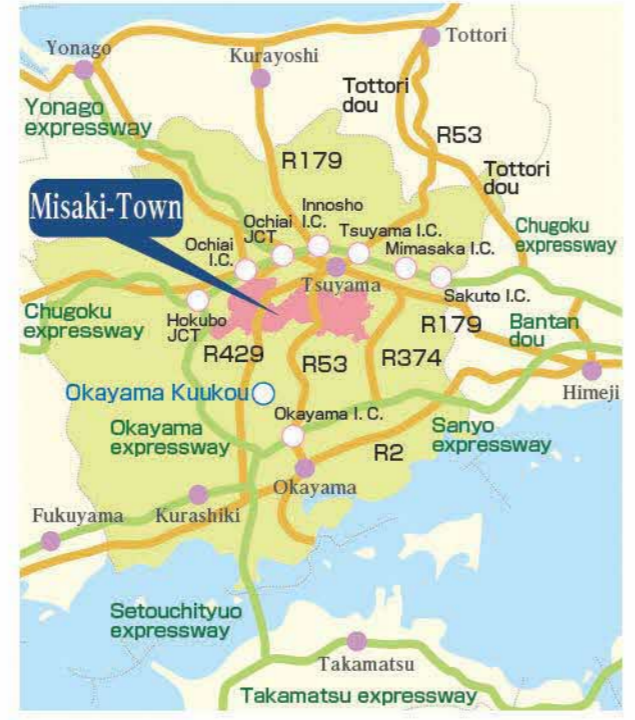 Yonago
Kurayoshi
Tottori
Yonago
expressway
Tottori
dou
R53
R179
Tottori
dou
Misaki-Town
Innosho
I.C.
Ochiai
JCT
Tsuyama I.C.
Ochiai
I.C.
Mimasaka I.C.
Chugoku
expressway
Tsuyama
Sakuto I.C.
Chugoku
expressway
Hokubo
JCT
R179
Bantan
dou
R429
R53
R374
Okayama Kuukou
Himeji
Okayama I. C.
Okayama
expressway
Sanyo
expressway
R2
Okayama
Fukuyama
Kurashiki
Setouchityuo
expressway
Takamatsu
Takamatsu expressway